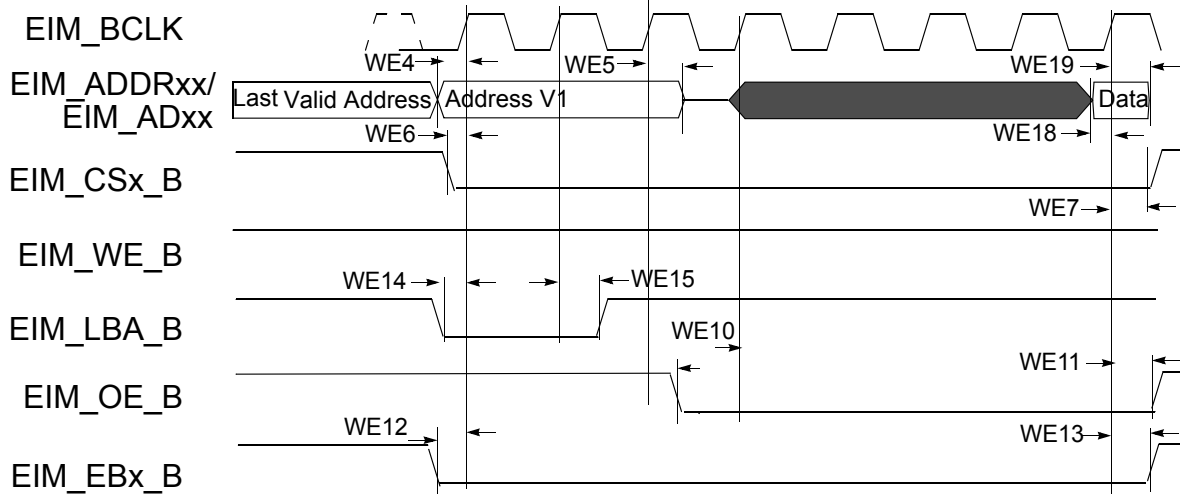 EIM_BCLK
WE4
WE5
WE19
EIM_ADDRxx/
EIM_ADxx
Last Valid Address
Address V1
Data
WE6
WE18
EIM_CSx_B
WE7
EIM_WE_B
WE14
WE15
EIM_LBA_B
WE10
WE11
EIM_OE_B
WE12
WE13
EIM_EBx_B